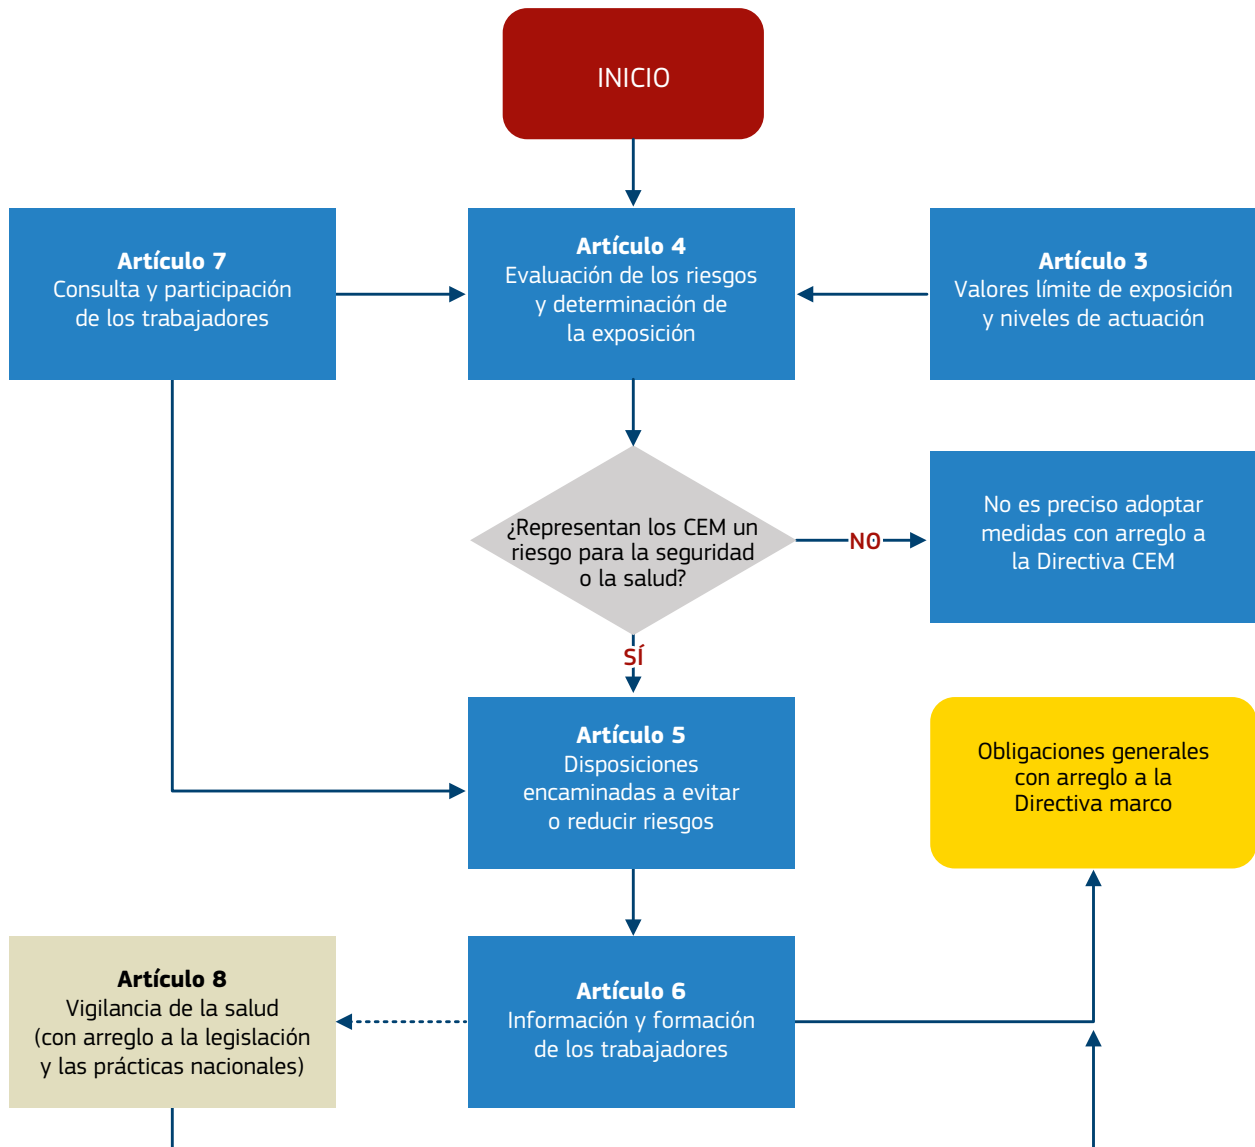 INICIO
Artículo 7
Consulta y participación
de los trabajadores
Artículo 4
Evaluación de los riesgos
y determinación de
la exposición
Artículo 3
Valores límite de exposición
y niveles de actuación
¿Representan los CEM un
riesgo para la seguridad
o la salud?
NO
No es preciso adoptar
medidas con arreglo a
la Directiva CEM
SÍ
Artículo 5
Disposiciones
encaminadas a evitar
o reducir riesgos
Obligaciones generales
con arreglo a la
Directiva marco
Artículo 8
Vigilancia de la salud
(con arreglo a la legislación
y las prácticas nacionales)
Artículo 6
Información y formación
de los trabajadores